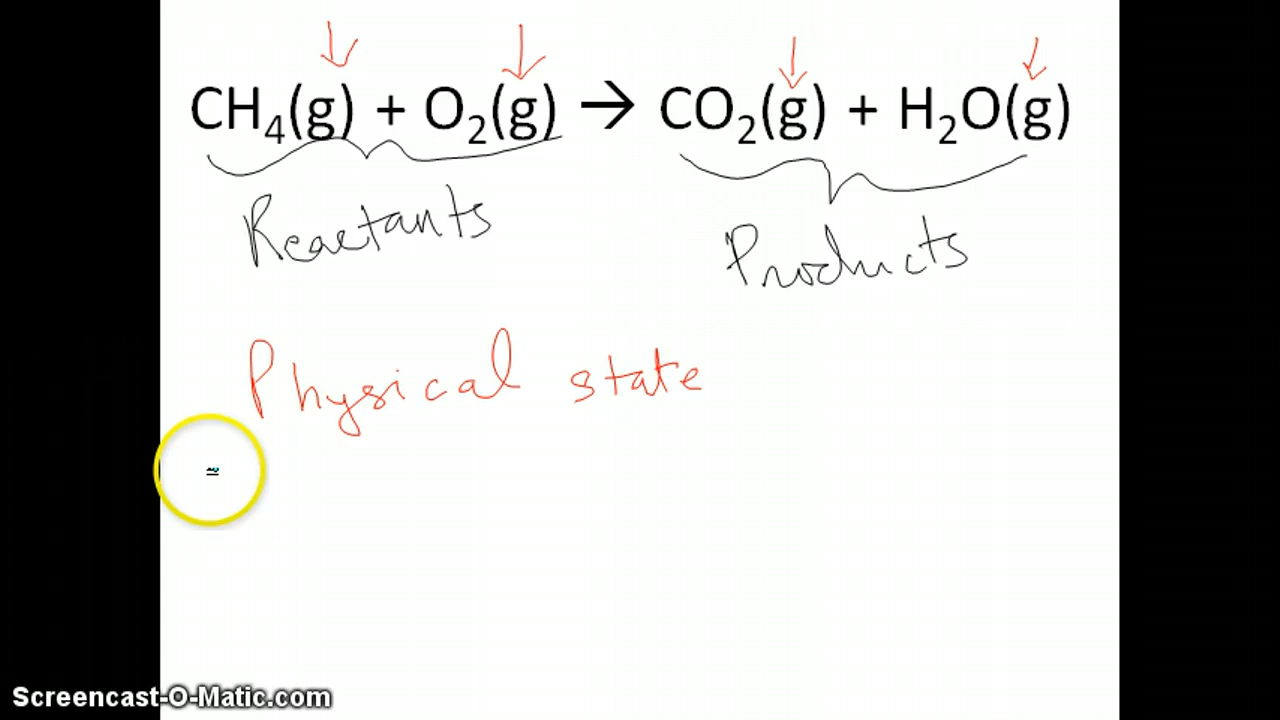 CH₄(g) + O₂(g) → CO₂(g) + H₂O(g)
Reactants Products
Physical state
Screencast-O-Matic.com